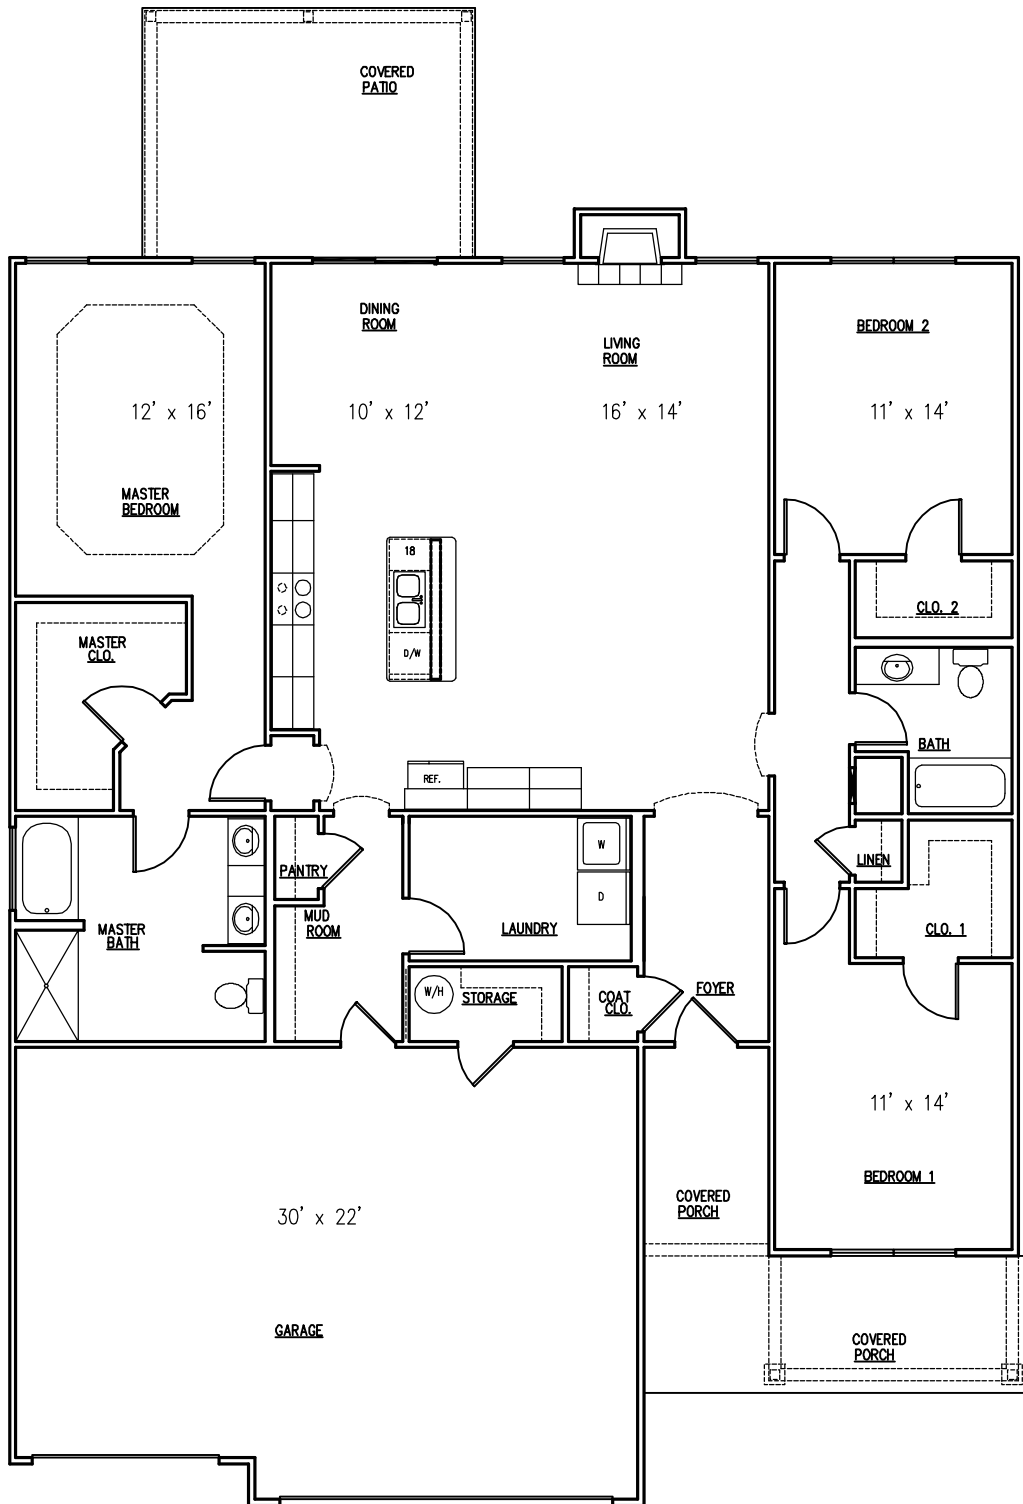 COVERED
PATIO
DINING
ROOM
LIVING
ROOM
BEDROOM 2
12' x 16'
10' x 12'
16' x 14'
11' x 14'
MASTER
BEDROOM
18
D/W
CLO. 2
MASTER
CLO.
BATH
REF.
W
D
LINEN
PANTRY
MUD
ROOM
LAUNDRY
MASTER
BATH
CLO. 1
W/H
STORAGE
COAT
CLO.
FOYER
11' x 14'
BEDROOM 1
COVERED
PORCH
30' x 22'
GARAGE
COVERED
PORCH